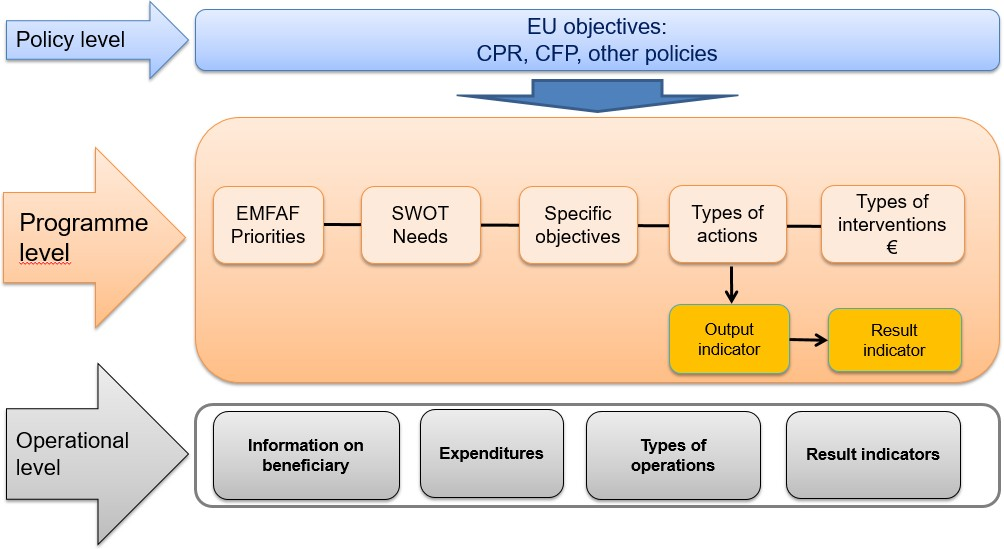 Policy level
EU objectives:
CPR, CFP, other policies
Programme
level
EMFAF
Priorities
SWOT
Needs
Specific
objectives
Types of
actions
Types of
interventions
€
Output
indicator
Result
indicator
Operational
level
Information on
beneficiary
Expenditures
Types of
operations
Result indicators